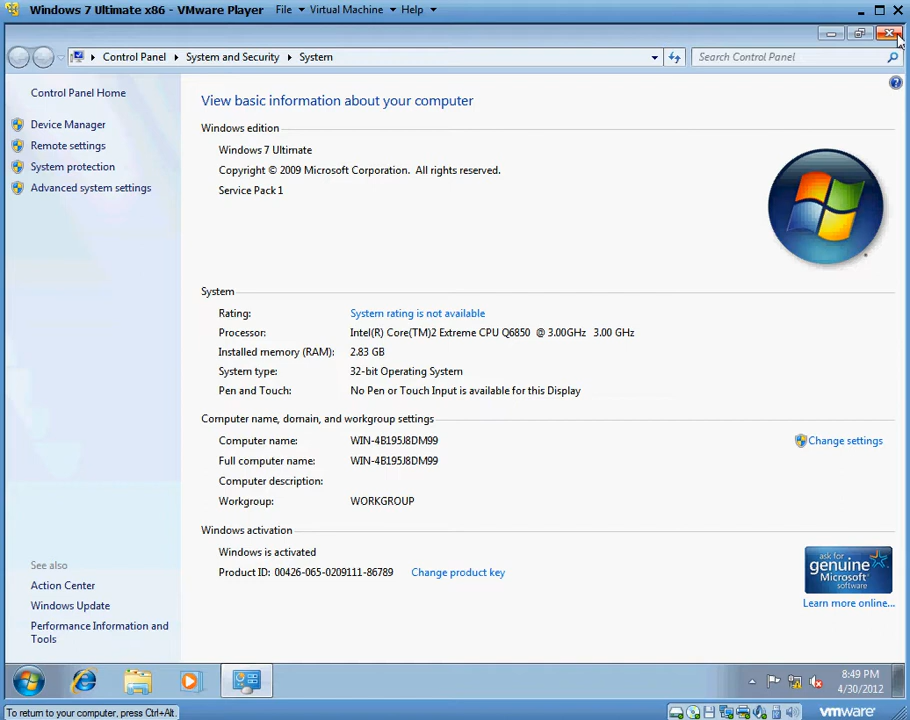 Windows 7 Ultimate x86 - VMware Player File Virtual Machine Help
Control Panel System and Security System Search Control Panel
Control Panel Home
Device Manager
Remote settings
System protection
Advanced system settings
View basic information about your computer
Windows edition
Windows 7 Ultimate
Copyright © 2009 Microsoft Corporation. All rights reserved.
Service Pack 1
System
Rating: System rating is not available
Processor: Intel(R) Core(TM)2 Extreme CPU Q6850 @ 3.00GHz 3.00 GHz
Installed memory (RAM): 2.83 GB
System type: 32-bit Operating System
Pen and Touch: No Pen or Touch Input is available for this Display
Computer name, domain, and workgroup settings
Computer name: WIN-4B195J8DM99
Change settings
Full computer name: WIN-4B195J8DM99
Computer description:
Workgroup: WORKGROUP
Windows activation
Windows is activated
Product ID: 00426-065-0209111-86789 Change product key
ask for
genuine
Microsoft
software
Learn more online...
See also
Action Center
Windows Update
Performance Information and
Tools
8:49 PM
4/30/2012
To return to your computer, press Ctrl+Alt.
vmware